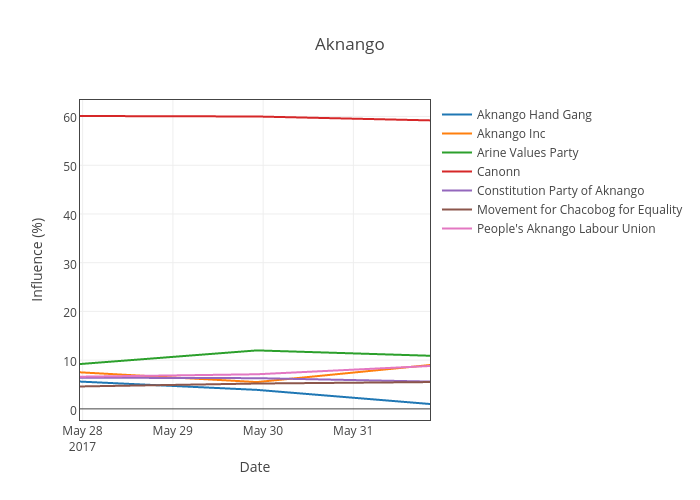 Aknango
Influence (%)
60
50
40
30
20
10
0
May 28
2017
May 29
May 30
May 31
Date
Aknango Hand Gang
Aknango Inc
Arine Values Party
Canonn
Constitution Party of Aknango
Movement for Chacobog for Equality
People's Aknango Labour Union